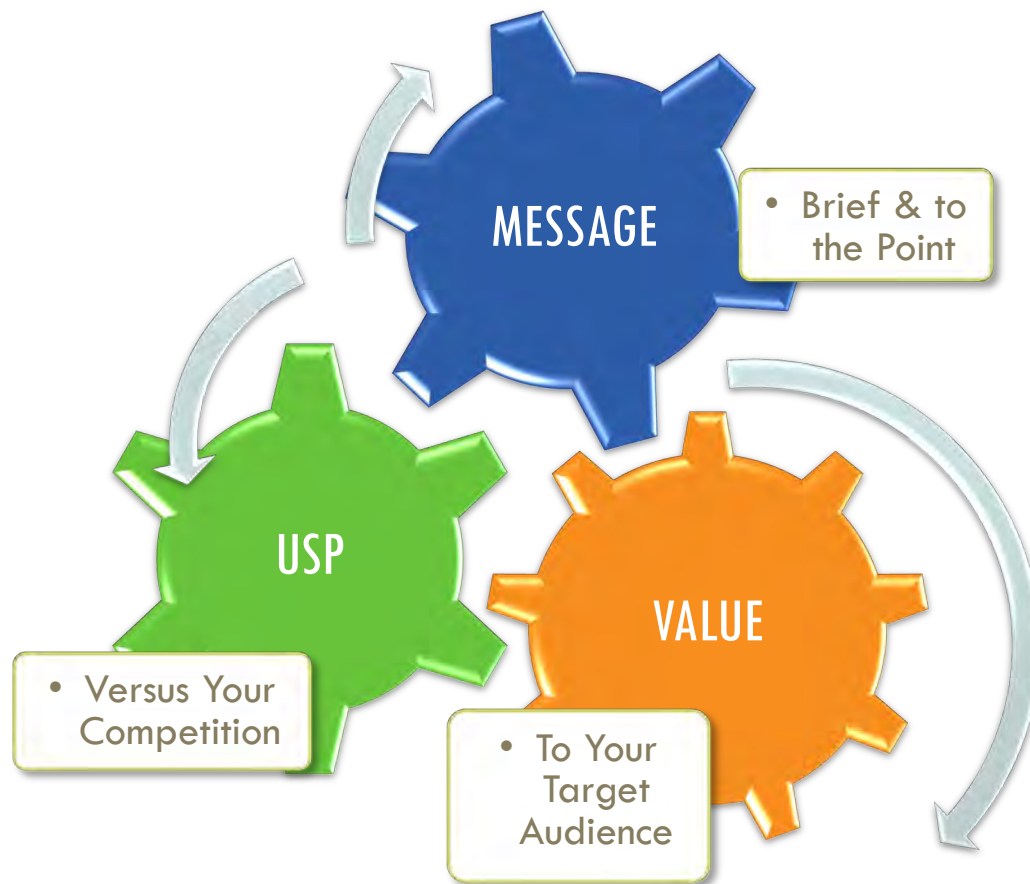 MESSAGE
• Brief & to
the Point
USP
• Versus Your
Competition
VALUE
• To Your
Target
Audience